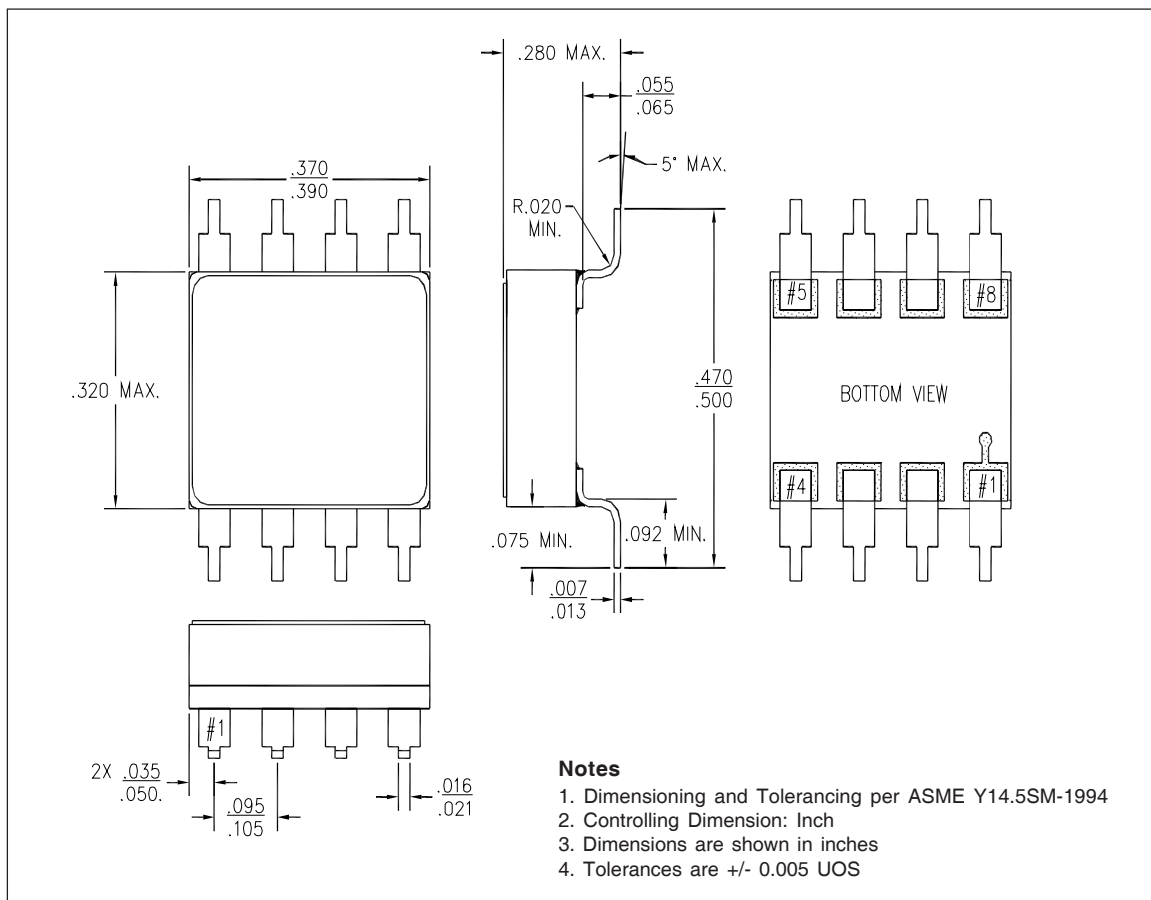 .280 MAX.
.055
.065
5° MAX.
.370
.390
R.020
MIN.
#5
#8
.320 MAX.
.470
.500
BOTTOM VIEW
#4
#1
.075 MIN.
.092 MIN.
.007
.013
#1
2X .035
.050.
.095
.105
.016
.021
Notes
1. Dimensioning and Tolerancing per ASME Y14.5SM-1994
2. Controlling Dimension: Inch
3. Dimensions are shown in inches
4. Tolerances are +/- 0.005 UOS